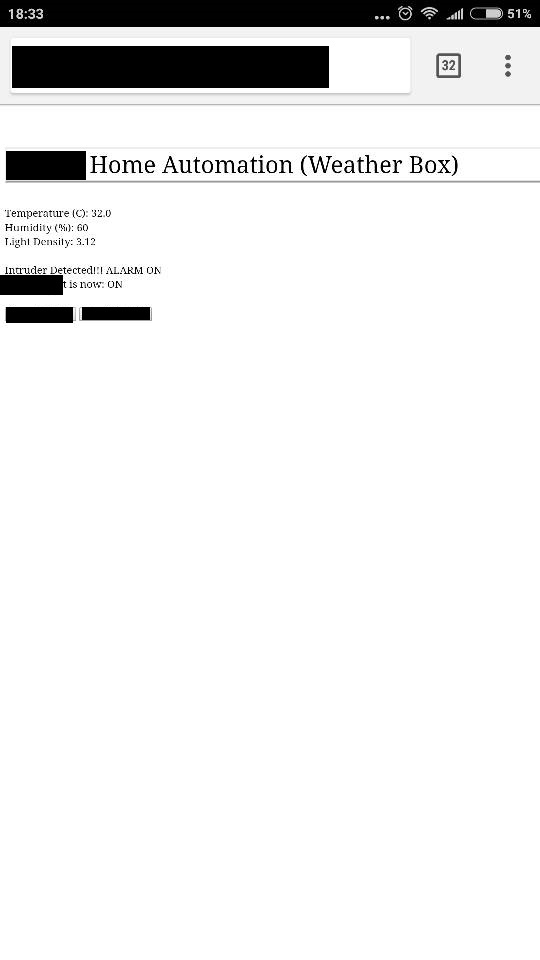 18:33
51%
32
Home Automation (Weather Box)
Temperature (C): 32.0
Humidity (%): 60
Light Density: 3.12
Intruder Detected!!! ALARM ON
t is now: ON